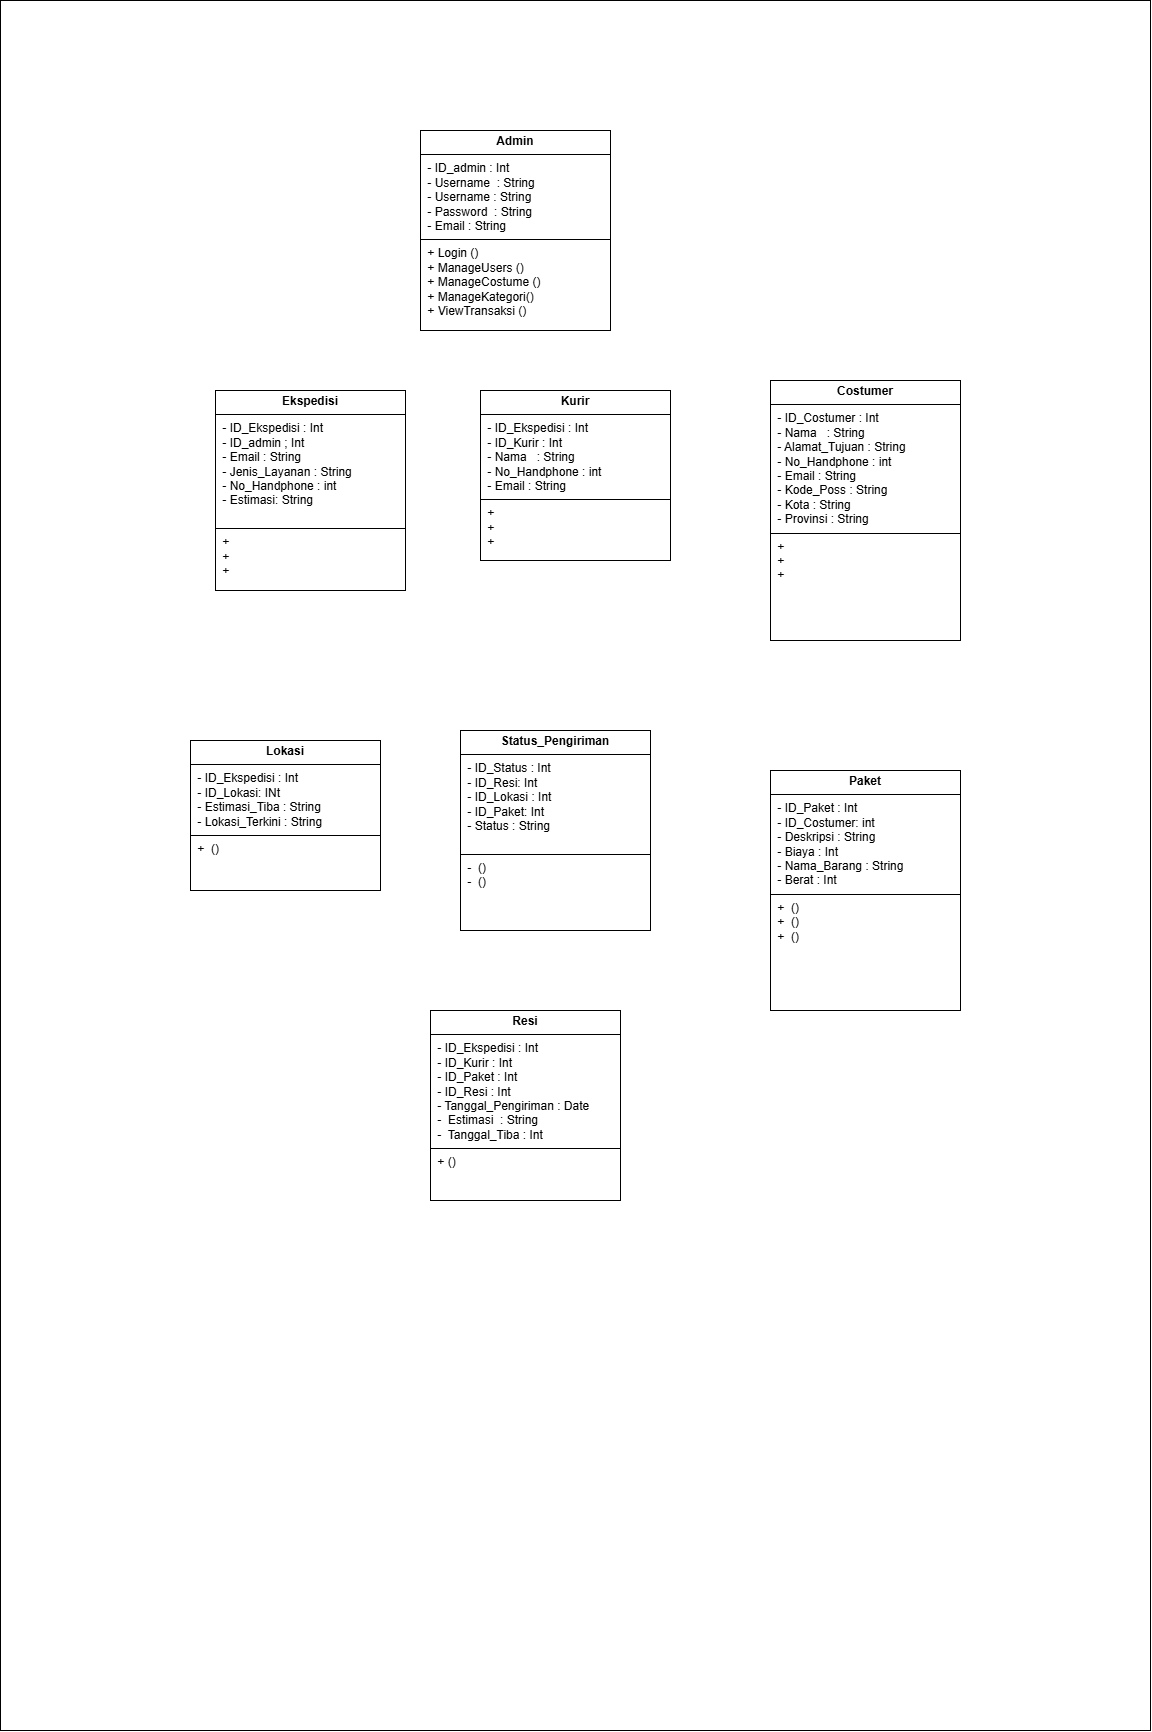 Admin
- ID_admin : Int
- Username  : String
- Username : String
- Password  : String
- Email : String
+ Login ()
+ ManageUsers ()
+ ManageCostume ()
+ ManageKategori()
+ ViewTransaksi ()
Ekspedisi
- ID_Ekspedisi : Int
- ID_admin ; Int
- Email : String
- Jenis_Layanan : String
- No_Handphone : int
- Estimasi: String
+
+
+
Kurir
- ID_Ekspedisi : Int
- ID_Kurir : Int
- Nama   : String
- No_Handphone : int
- Email : String
+
+
+
Costumer
- ID_Costumer : Int
- Nama   : String
- Alamat_Tujuan : String
- No_Handphone : int
- Email : String
- Kode_Poss : String
- Kota : String
- Provinsi : String
+
+
+
Lokasi
- ID_Ekspedisi : Int
- ID_Lokasi: INt
- Estimasi_Tiba : String
- Lokasi_Terkini : String
+  ()
Status_Pengiriman
- ID_Status : Int
- ID_Resi: Int
- ID_Lokasi : Int
- ID_Paket: Int
- Status : String
-  ()
-  ()
Paket
- ID_Paket : Int
- ID_Costumer: int
- Deskripsi : String
- Biaya : Int
- Nama_Barang : String
- Berat : Int
+  ()
+  ()
+  ()
Resi
- ID_Ekspedisi : Int
- ID_Kurir : Int
- ID_Paket : Int
- ID_Resi : Int
- Tanggal_Pengiriman : Date
-  Estimasi  : String
-  Tanggal_Tiba : Int
+ ()